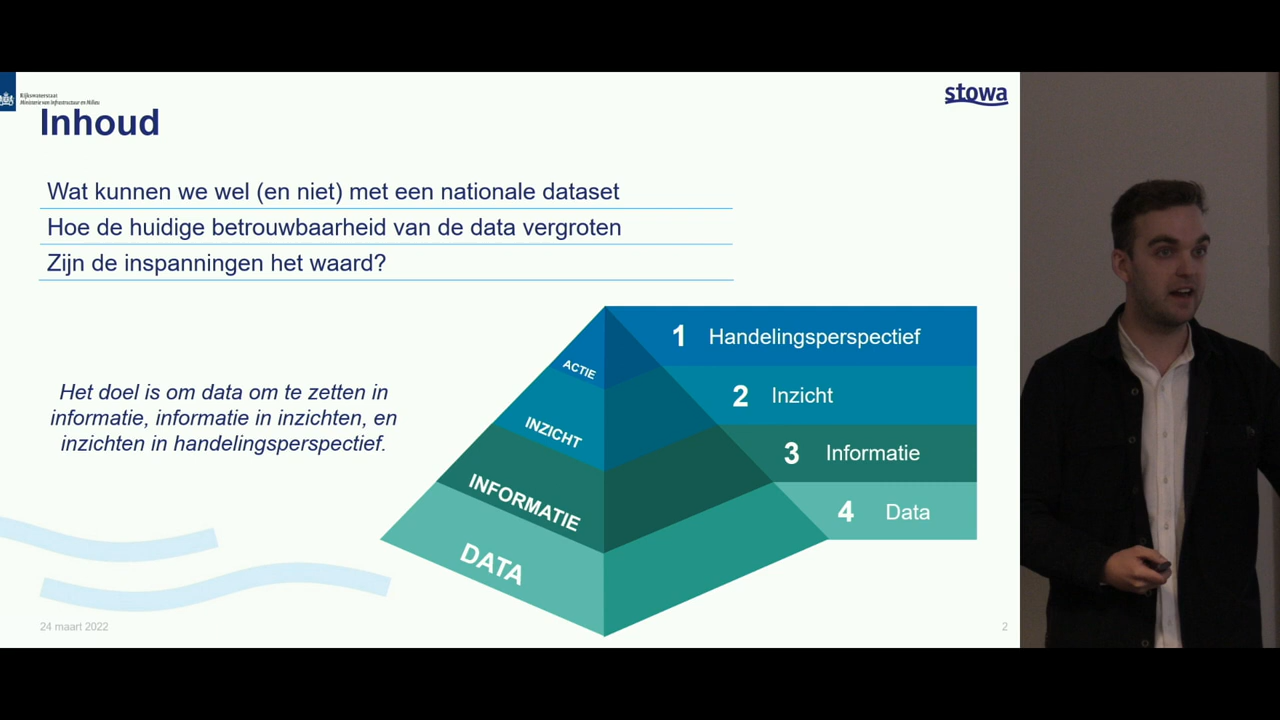 Rijkswaterstaat
Ministerie van Infrastructuur en Milieu
stowa
Inhoud
Wat kunnen we wel (en niet) met een nationale dataset
Hoe de huidige betrouwbaarheid van de data vergroten
Zijn de inspanningen het waard?
Het doel is om data om te zetten in
informatie, informatie in inzichten, en
inzichten in handelingsperspectief.
ACTIE
INZICHT
INFORMATIE
DATA
1 Handelingsperspectief
2 Inzicht
3 Informatie
4 Data
24 maart 2022
2